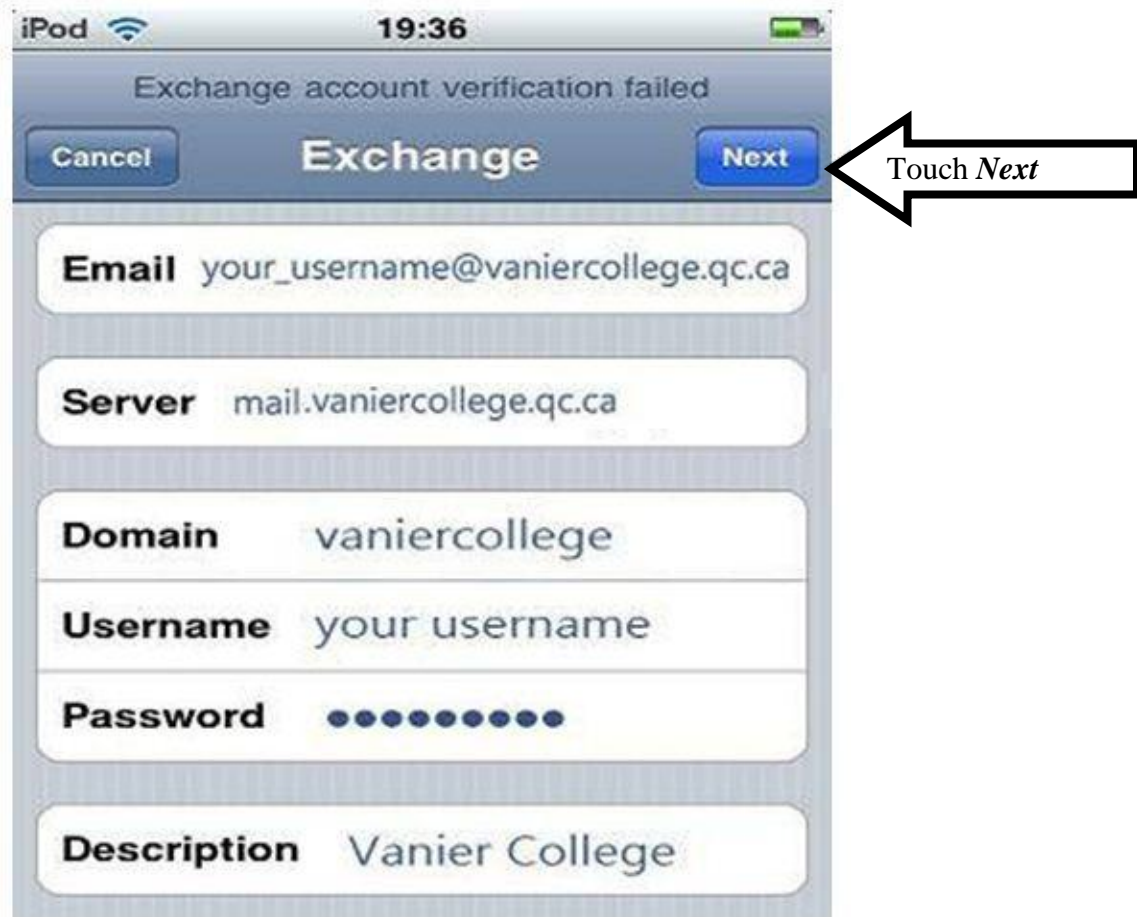 iPod 19:36
Exchange account verification failed
Cancel Exchange Next
Touch Next
Email your_username@vaniercollege.qc.ca
Server mail.vaniercollege.qc.ca
Domain vaniercollege
Username your username
Password •••••••••
Description Vanier College